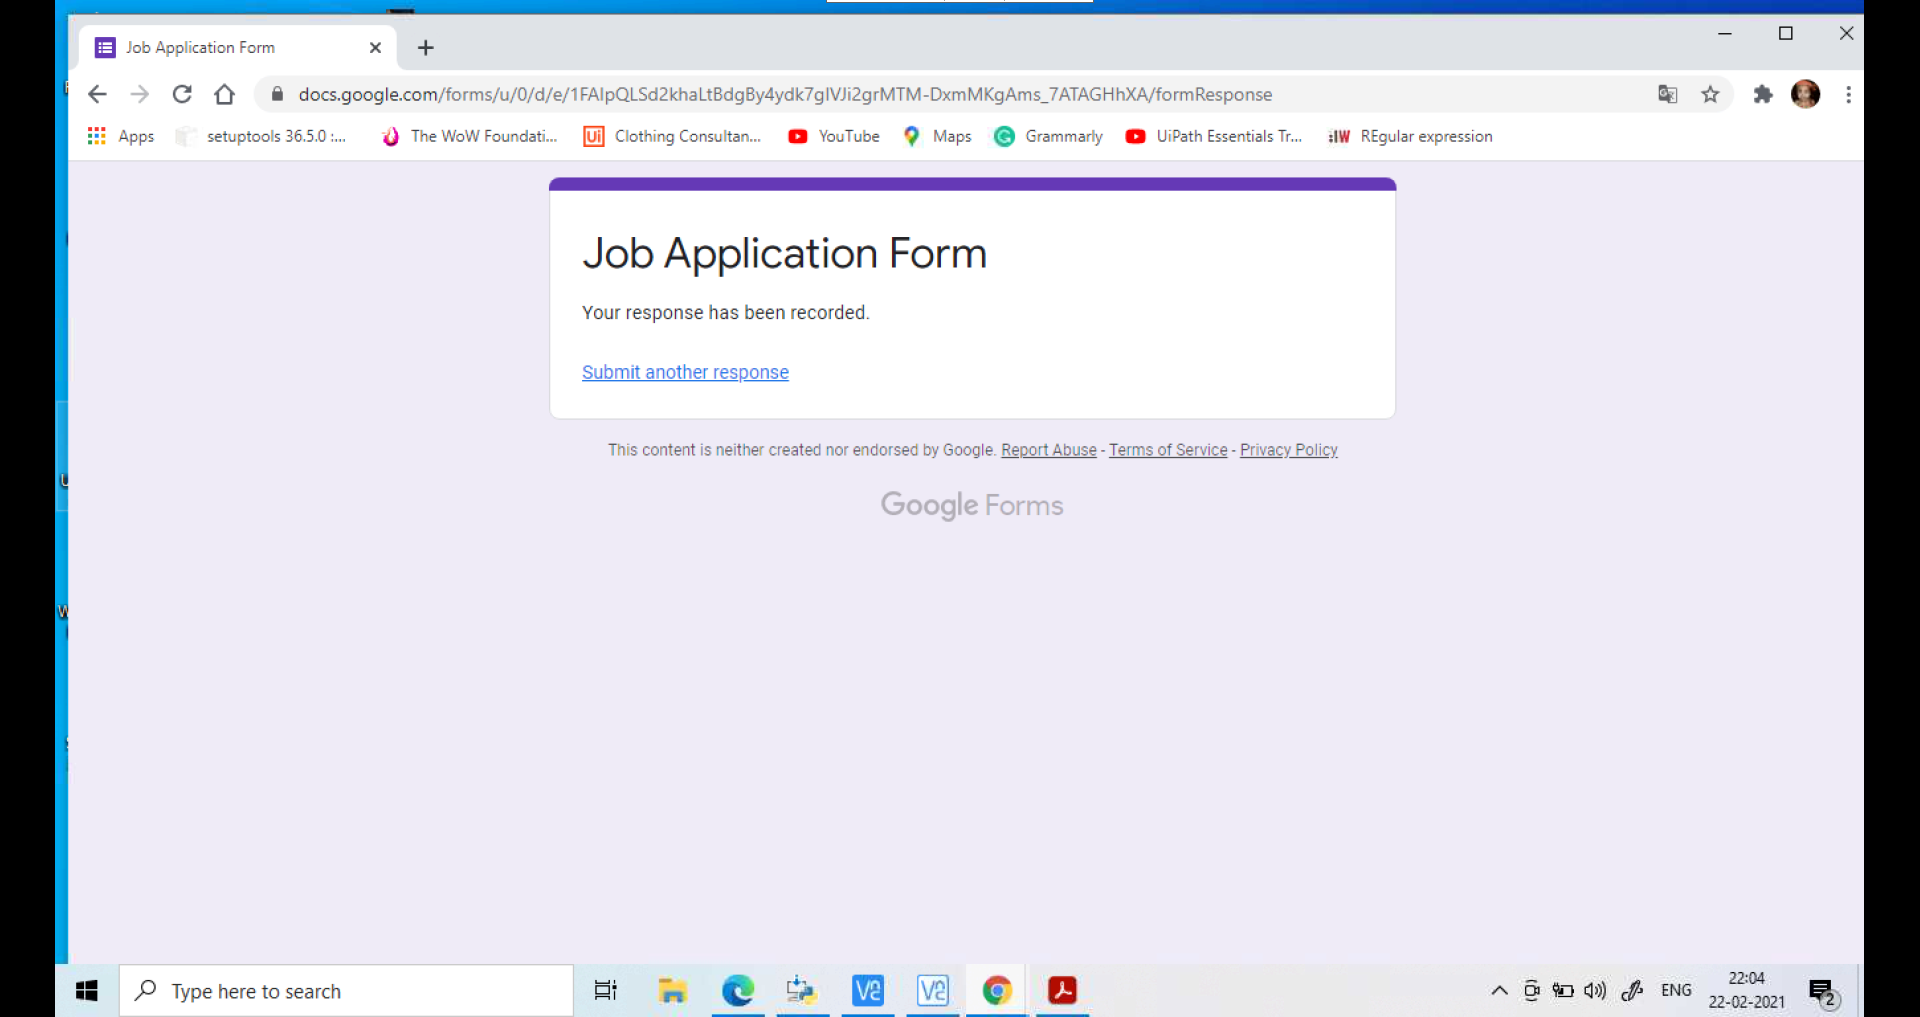 Job Application Form
docs.google.com/forms/u/0/d/e/1FAIpQLSd2khaLtBdgBy4ydk7gIVJi2grMTM-DxmMKgAms_7ATAGHhXA/formResponse
Apps setuptools 36.5.0 :... The WoW Foundati... Ui Clothing Consultan... YouTube Maps Grammarly UiPath Essentials Tr... REgular expression
Job Application Form
Your response has been recorded.
Submit another response
This content is neither created nor endorsed by Google. Report Abuse - Terms of Service - Privacy Policy
Google Forms
Type here to search
ENG
22:04
22-02-2021
2